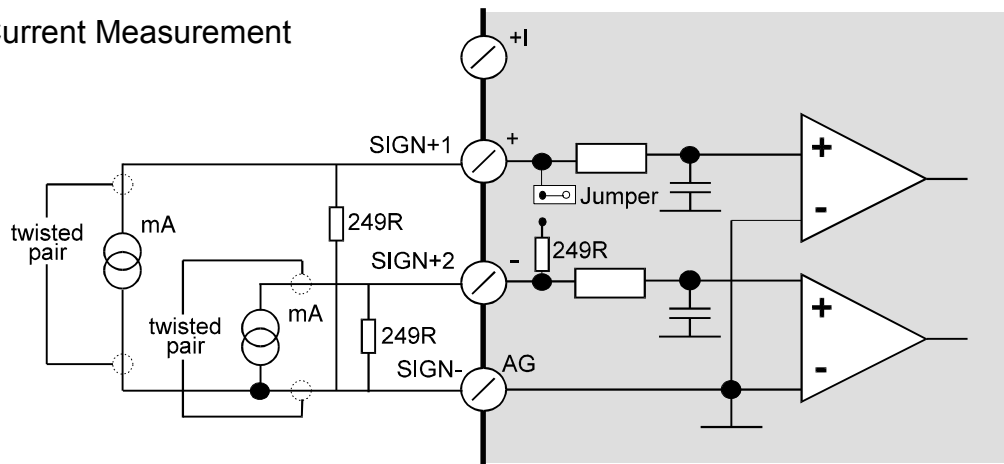 urrent Measurement
+I
SIGN+1
+
Jumper
+
-
twisted
pair
mA
249R
249R
SIGN+2
-
twisted
pair
mA
249R
SIGN-
AG
+
-